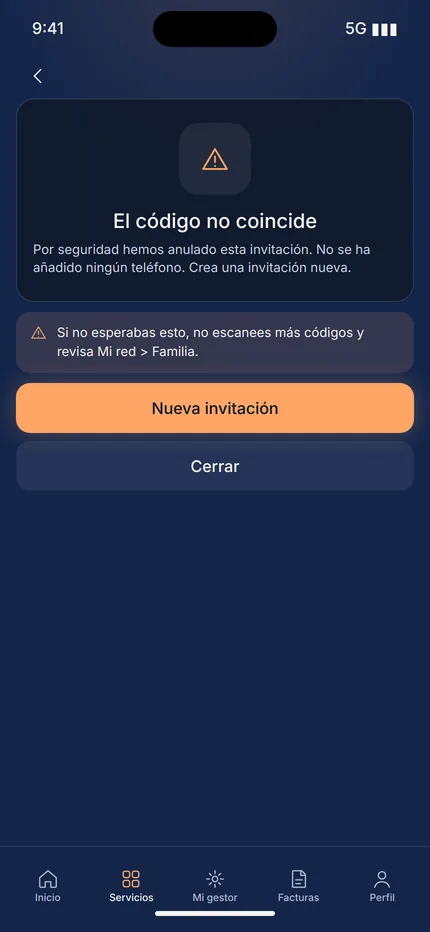 9:41
5G
El código no coincide
Por seguridad hemos anulado esta invitación. No se ha
añadido ningún teléfono. Crea una invitación nueva.
Si no esperabas esto, no escanees más códigos y
revisa Mi red > Familia.
Nueva invitación
Cerrar
Inicio
Servicios
Mi gestor
Facturas
Perfil